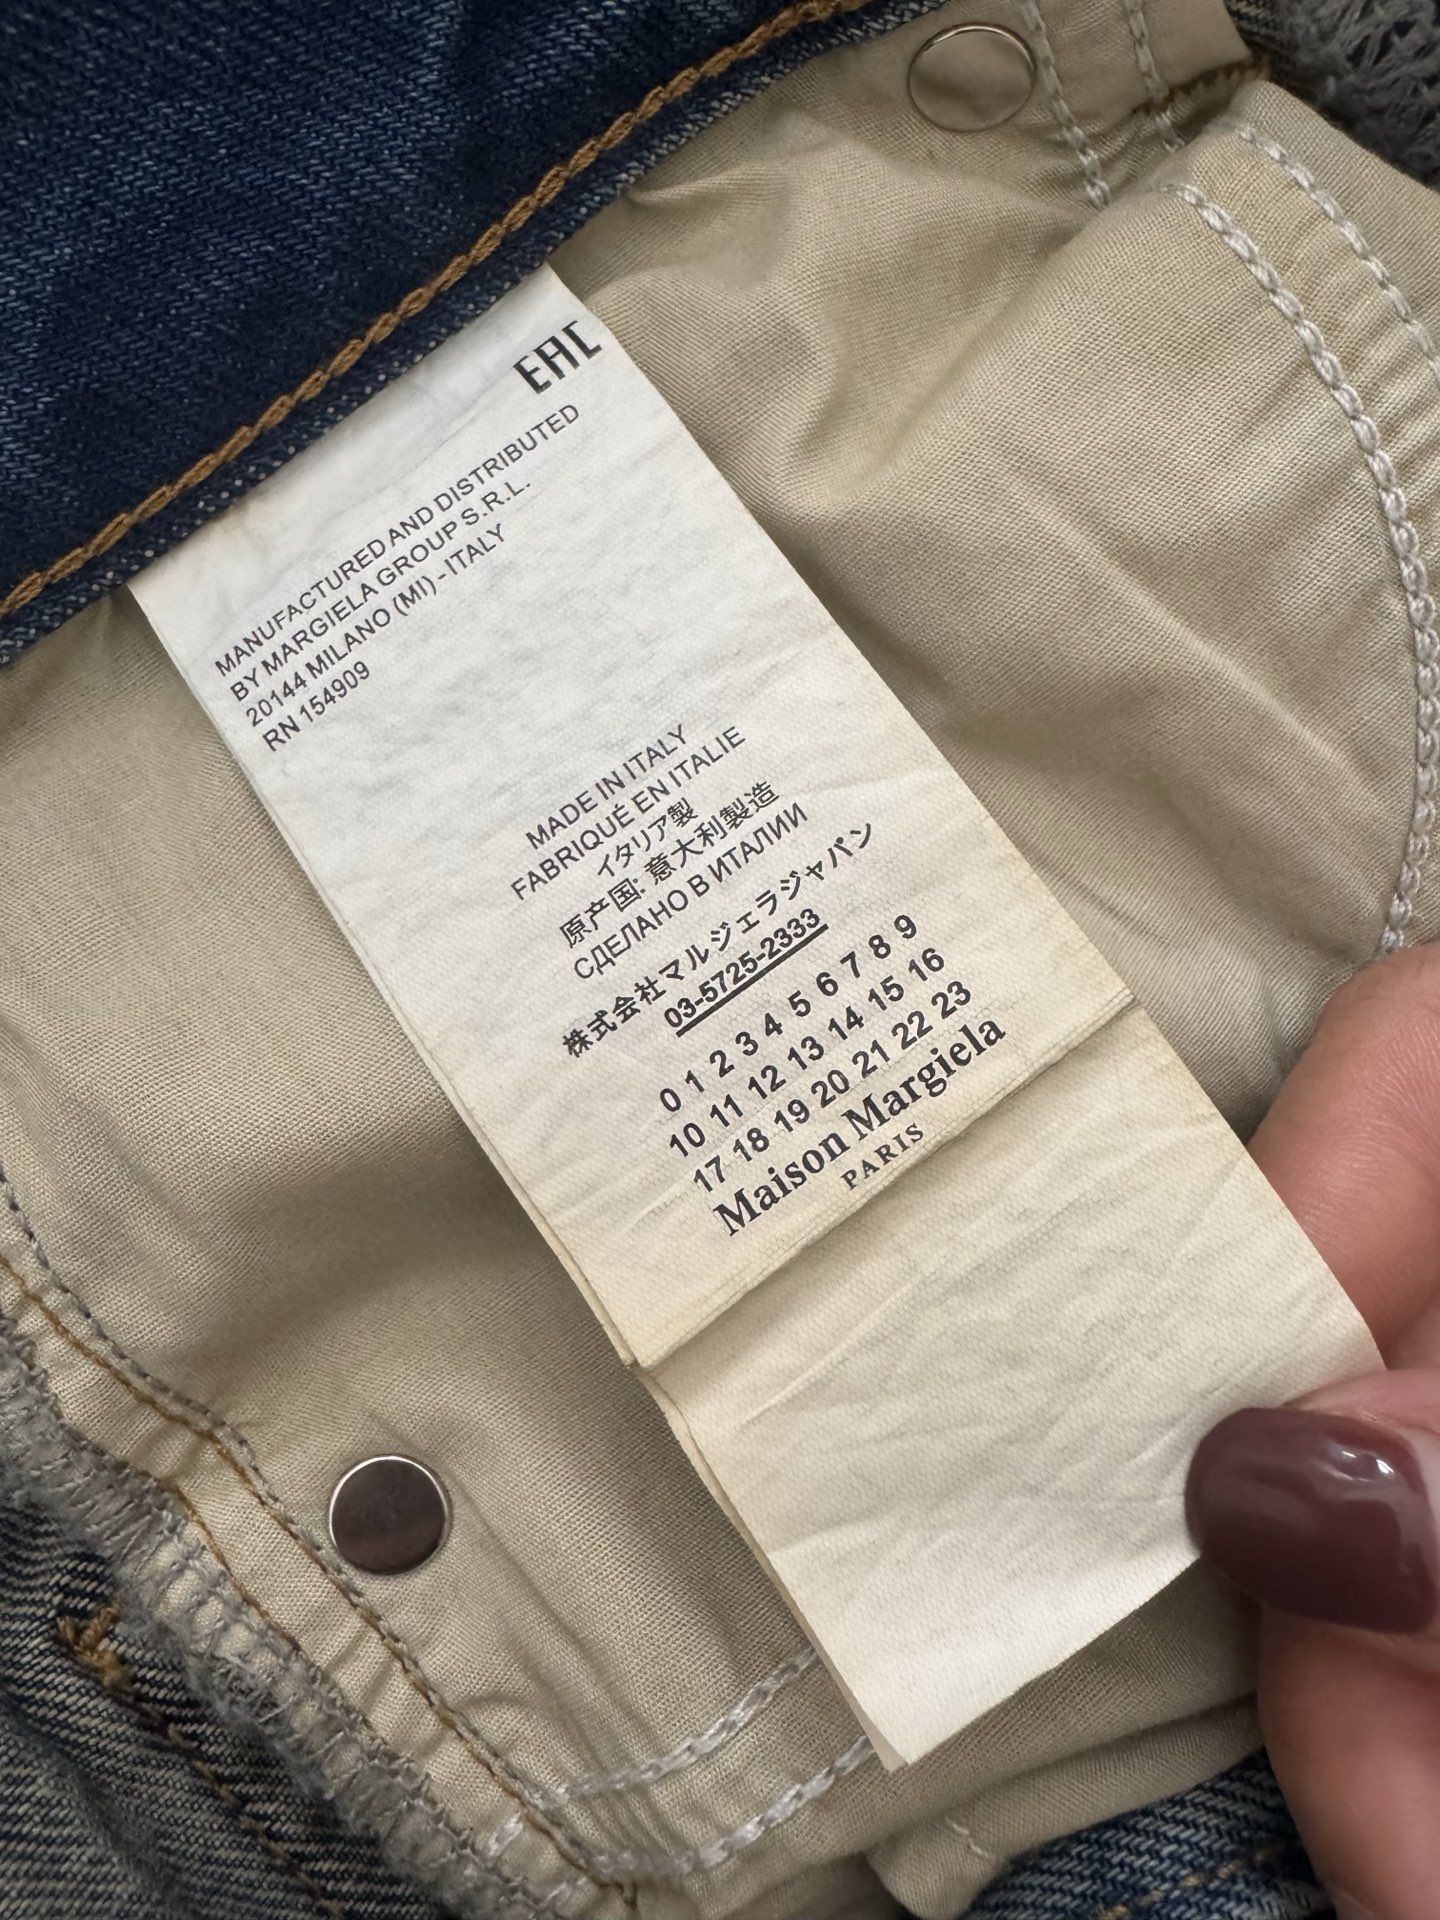 EAC
MANUFACTURED AND DISTRIBUTED
BY MARGIELA GROUP S.R.L.
20144 MILANO (MI) - ITALY
RN 154909
MADE IN ITALY
FABRIQUÉ EN ITALIE
イタリア製
原产国: 意大利製造
СДЕЛАНО В ИТАЛИИ
株式会社マルジェラジャパン
03-5725-2333
0 1 2 3 4 5 6 7 8 9
10 11 12 13 14 15 16
17 18 19 20 21 22 23
Maison Margiela
PARIS